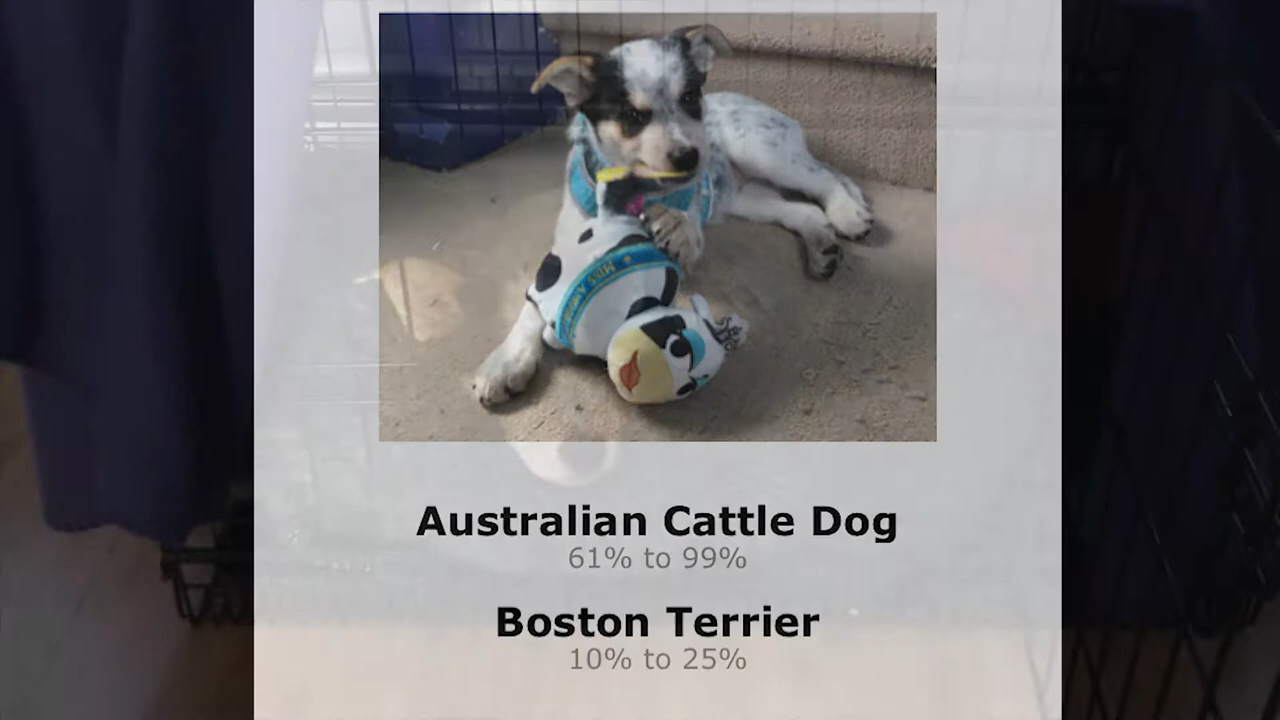 Australian Cattle Dog
61% to 99%
Boston Terrier
10% to 25%